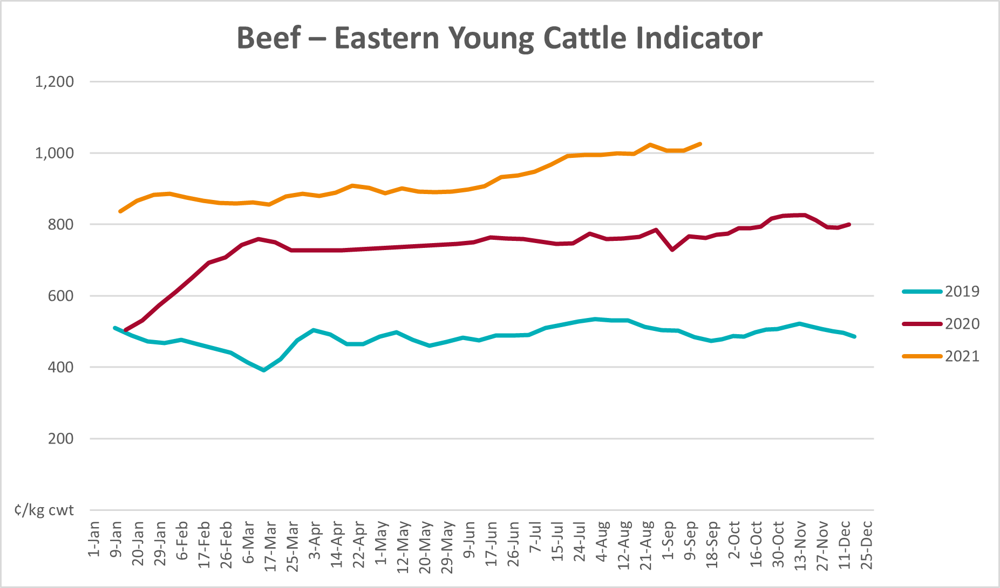 Beef – Eastern Young Cattle Indicator
1,200
1,000
800
600
400
200
¢/kg cwt
1-Jan
9-Jan
20-Jan
29-Jan
6-Feb
17-Feb
26-Feb
6-Mar
17-Mar
25-Mar
3-Apr
14-Apr
22-Apr
1-May
12-May
20-May
29-May
9-Jun
17-Jun
26-Jun
7-Jul
15-Jul
24-Jul
4-Aug
12-Aug
21-Aug
1-Sep
9-Sep
18-Sep
2-Oct
16-Oct
30-Oct
13-Nov
27-Nov
11-Dec
25-Dec
2019
2020
2021